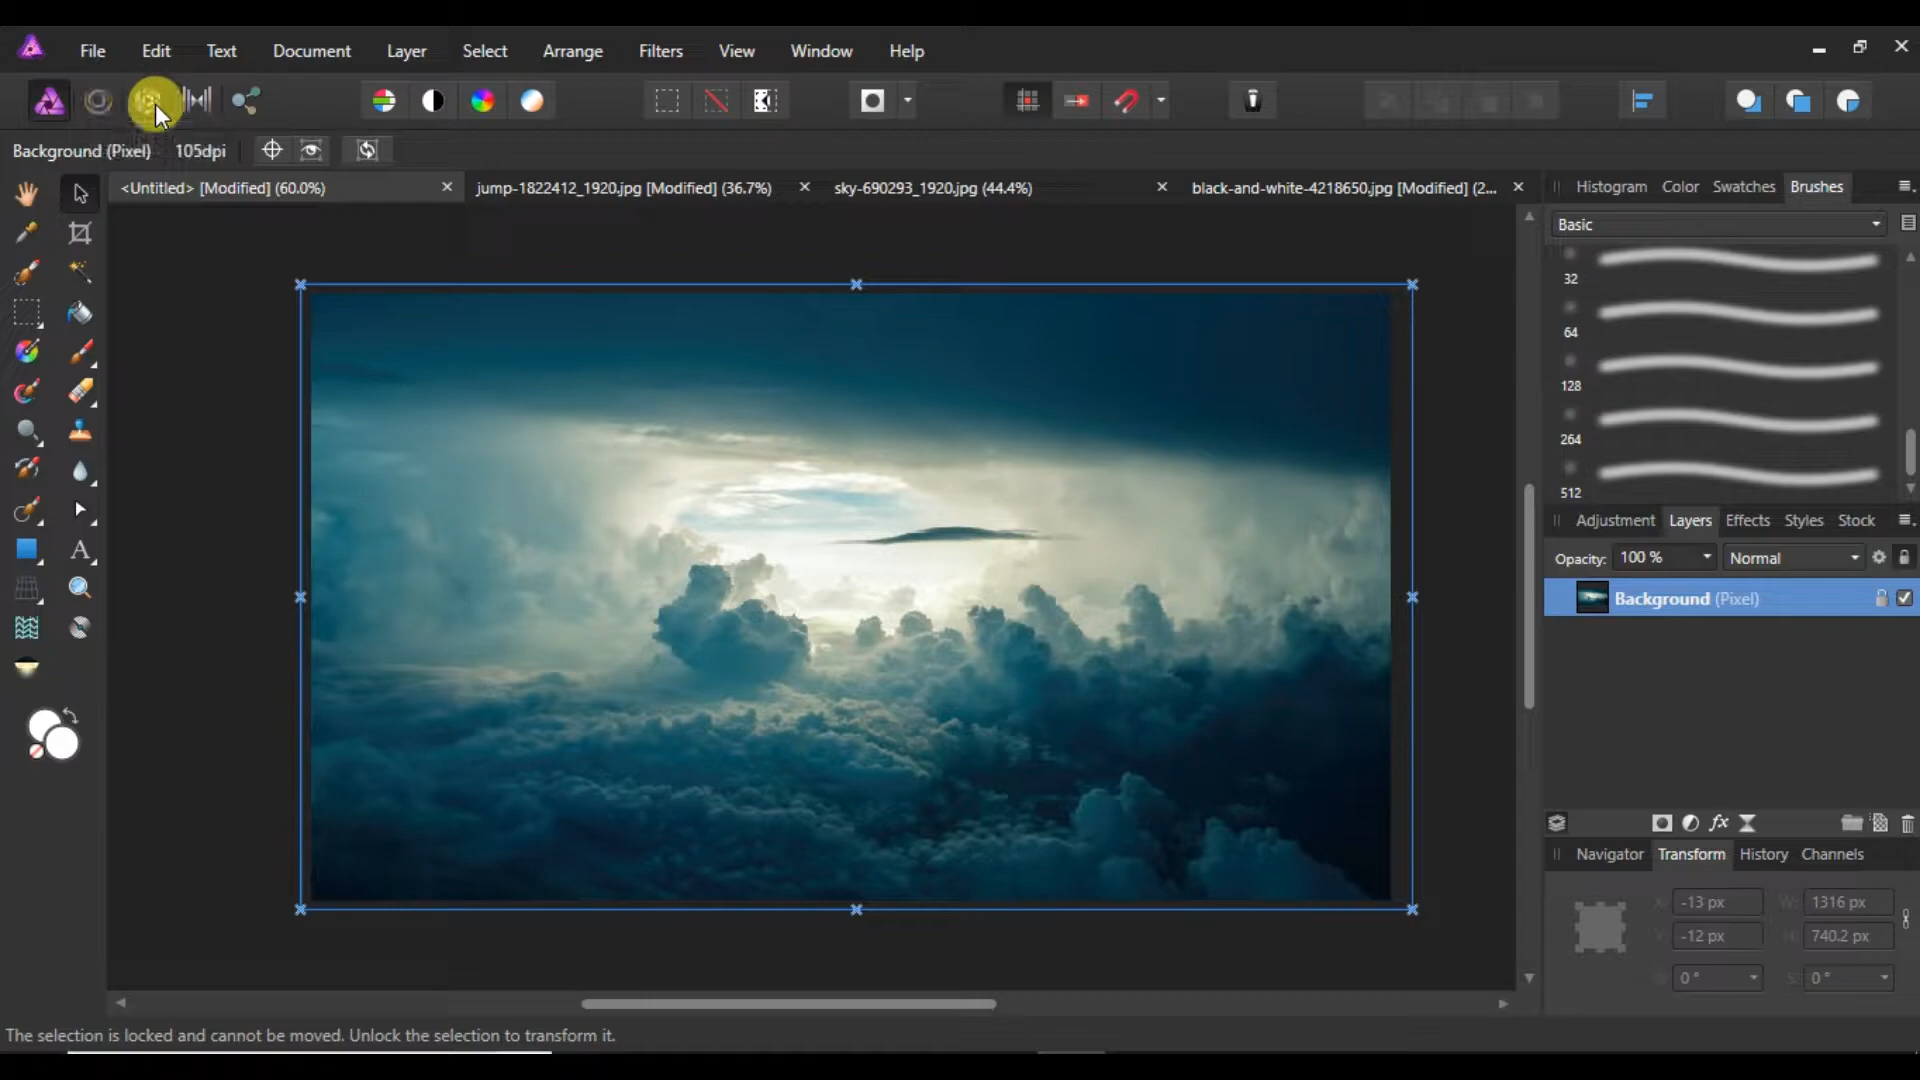 File Edit Text Document Layer Select Arrange Filters View Window Help
Background (Pixel) 105dpi
<Untitled> [Modified] (60.0%) jump-1822412_1920.jpg [Modified] (36.7%) sky-690293_1920.jpg (44.4%) black-and-white-4218650.jpg [Modified] (2...
Histogram Color Swatches Brushes
Basic
32
64
128
264
512
Adjustment Layers Effects Styles Stock
Opacity: 100 % Normal
Background (Pixel)
Navigator Transform History Channels
X: -13 px W: 1316 px
Y: -12 px H: 740.2 px
0 ° S: 0 °
The selection is locked and cannot be moved. Unlock the selection to transform it.